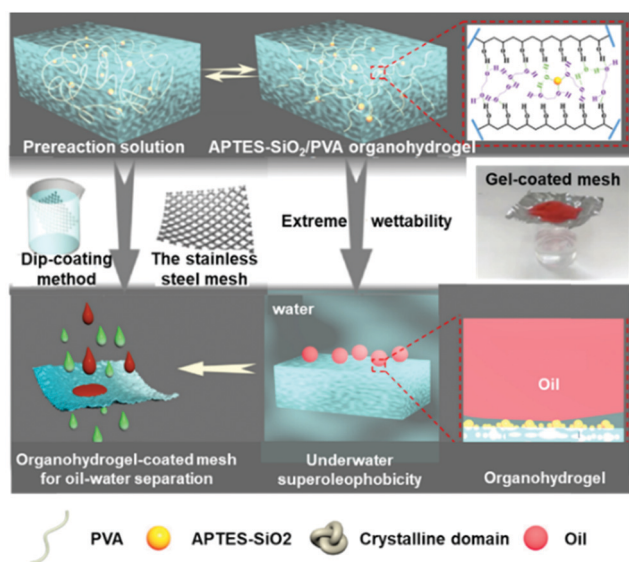 Prereaction solution
APTES-SiO₂/PVA organohydrogel
Gel-coated mesh
Extreme wettability
Dip-coating
method
The stainless
steel mesh
water
Oil
Organohydrogel-coated mesh
for oil-water separation
Underwater
superoleophobicity
Organohydrogel
PVA
APTES-SiO2
Crystalline domain
Oil